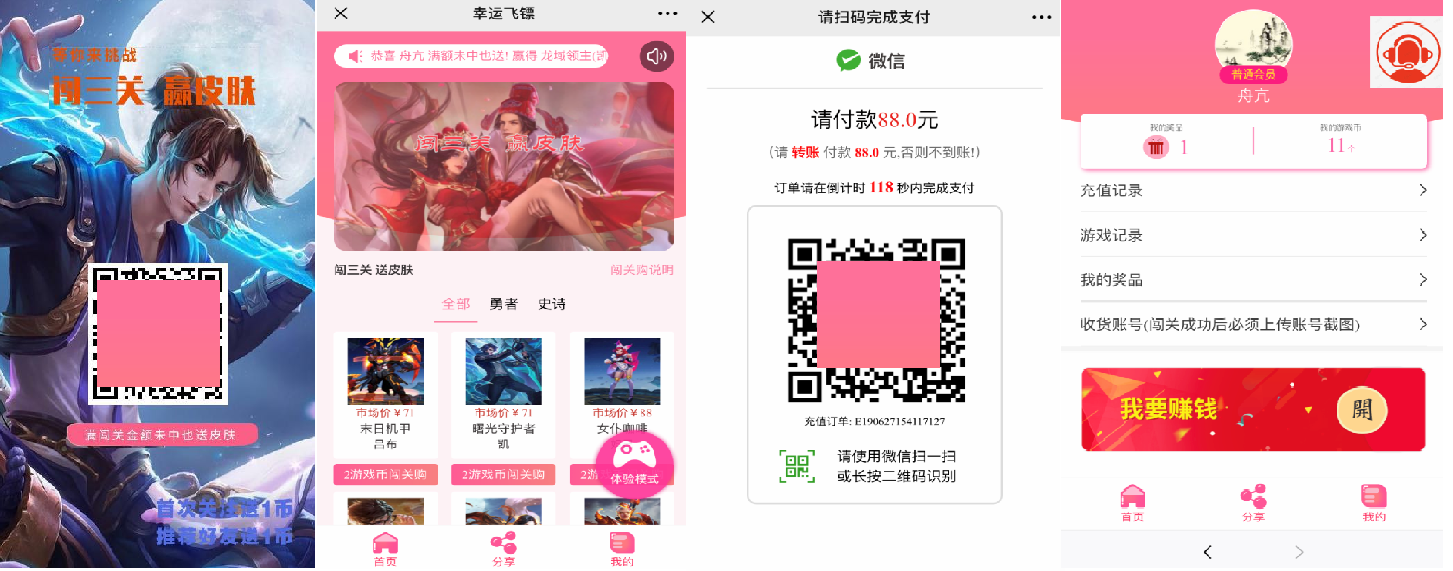 等你来挑战
闯三关 赢皮肤
满闯关金额未中也送皮肤
首次关注送1币
推荐好友送1币
幸运飞镖
恭喜 舟亢 满额未中也送! 赢得 龙域领主(
闯三关 赢皮肤
闯三关 送皮肤
闯关购说明
全部 勇者 史诗
市场价￥71
末日机甲
吕布
2游戏币闯关购
市场价￥71
曙光守护者
凯
2游戏币闯关购
市场价￥88
女仆咖啡
2游
体验模式
首页
分享
我的
请扫码完成支付
微信
请付款88.0元
(请 转账 付款 88.0 元,否则不到账!)
订单请在倒计时 118 秒内完成支付
充值订单: E190627154117127
请使用微信扫一扫
或长按二维码识别
普通会员
舟亢
我的奖品
1
我的游戏币
11个
充值记录
游戏记录
我的奖品
收货账号(闯关成功后必须上传账号截图)
我要赚钱
開
首页
分享
我的